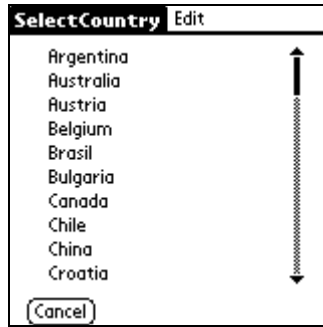 SelectCountry Edit
Argentina
Australia
Austria
Belgium
Brasil
Bulgaria
Canada
Chile
China
Croatia
Cancel